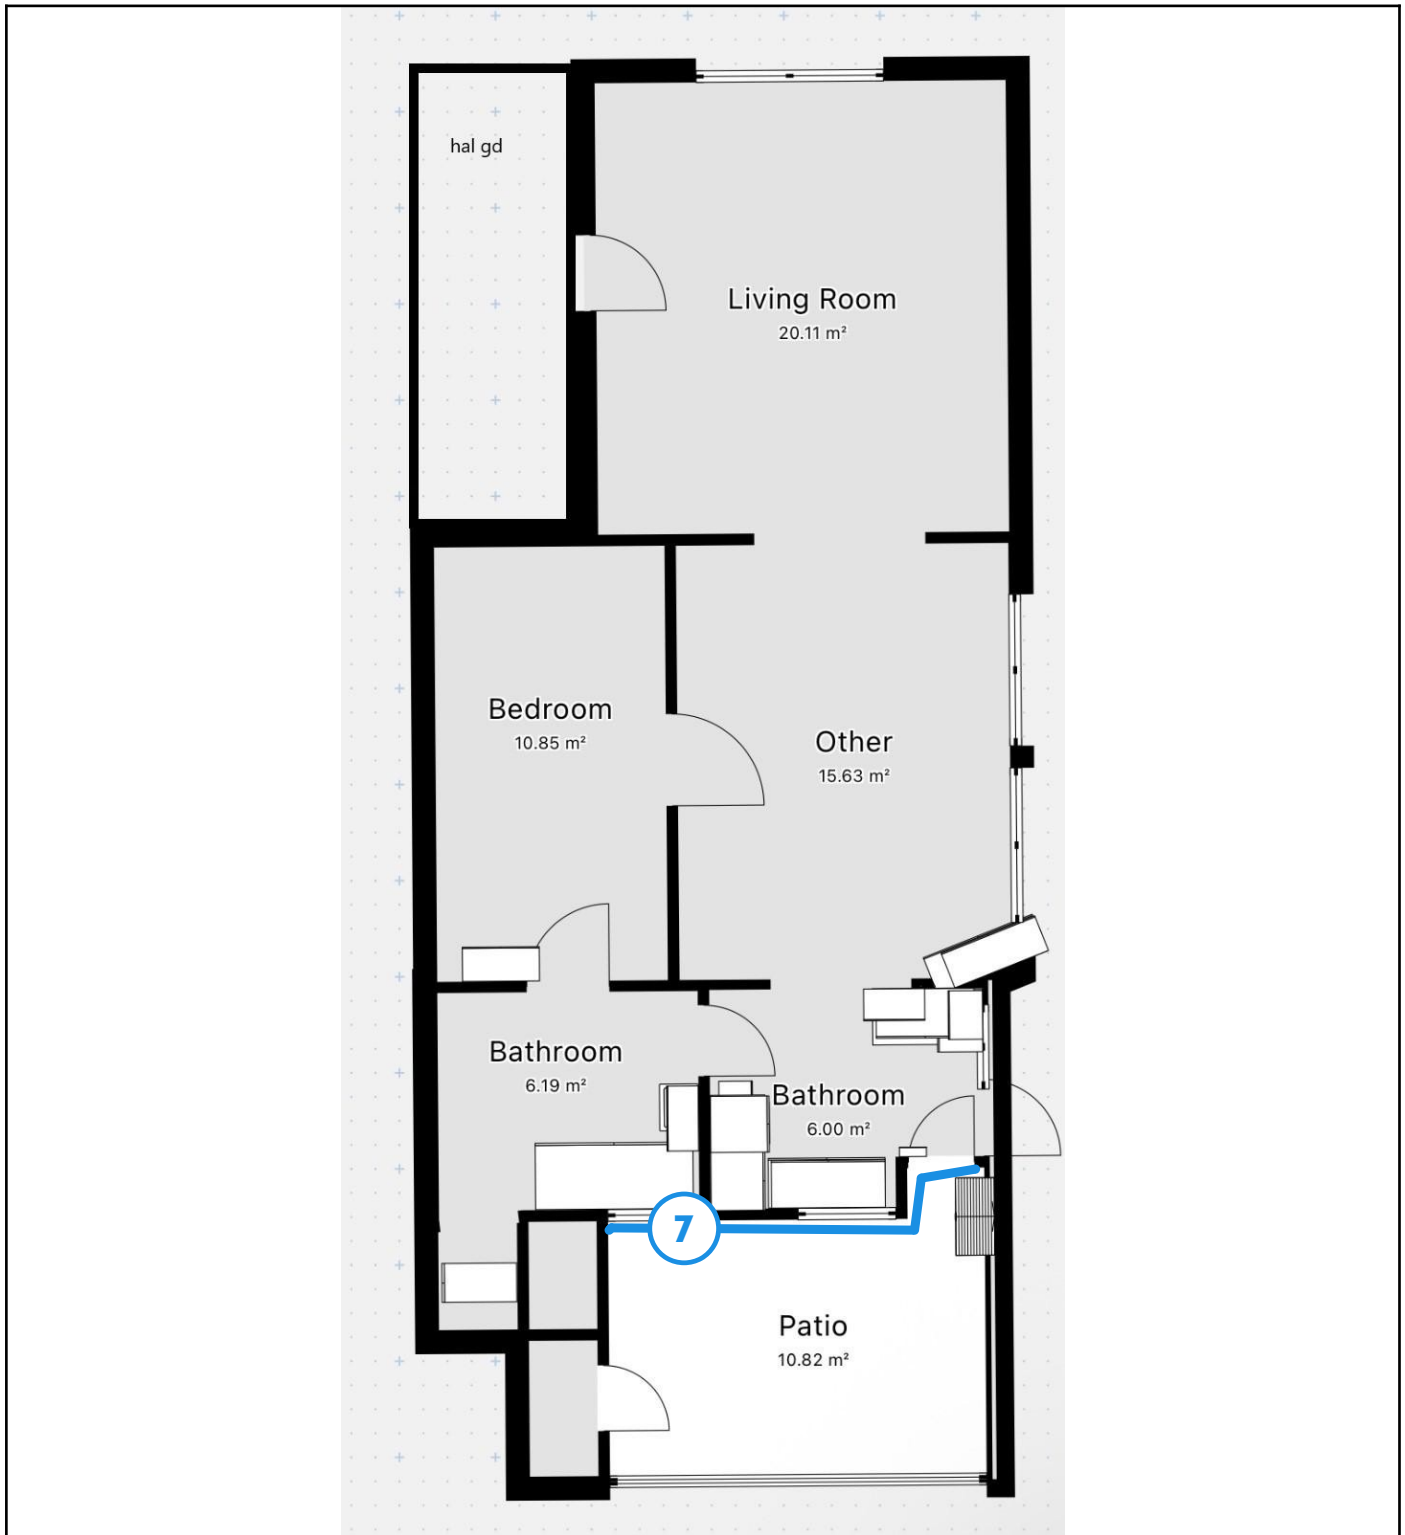 hal gd
Living Room
20.11 m²
Bedroom
10.85 m²
Other
15.63 m²
Bathroom
6.19 m²
Bathroom
6.00 m²
7
Patio
10.82 m²